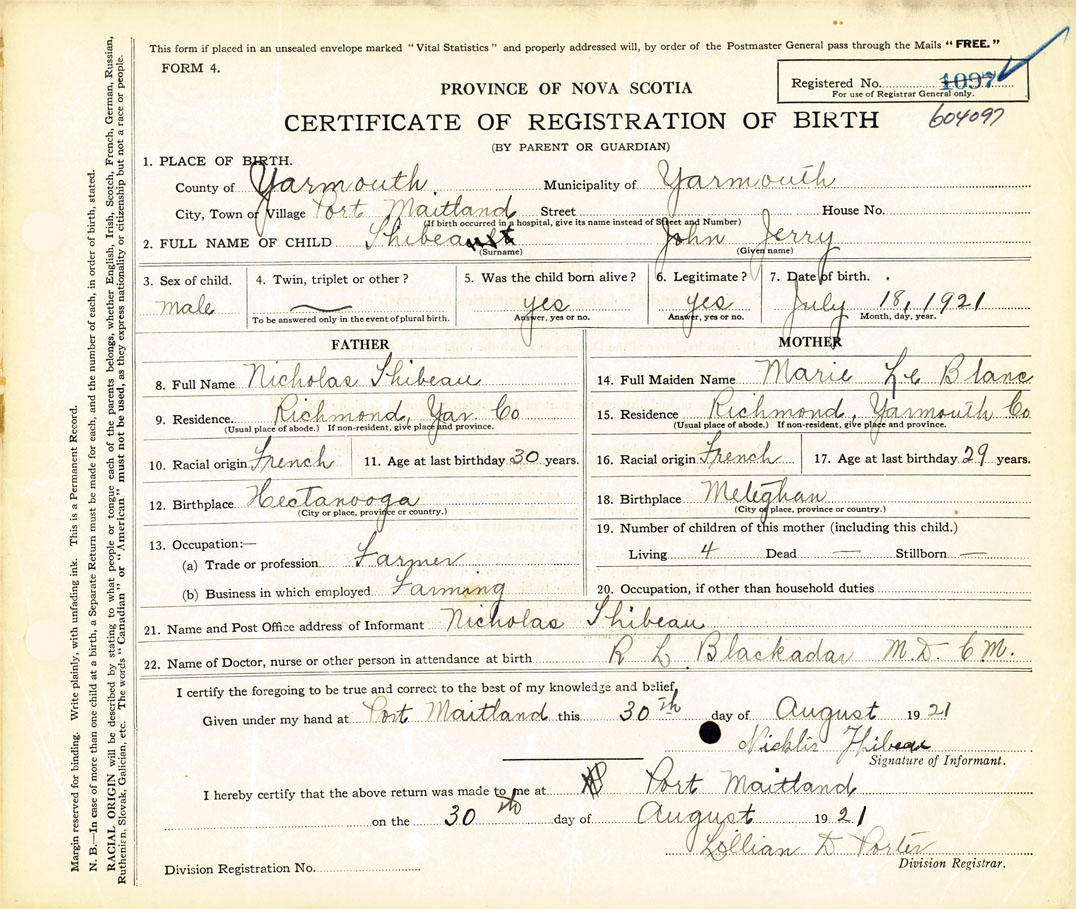 This form if placed in an unsealed envelope marked "Vital Statistics" and properly addressed will, by order of the Postmaster General pass through the Mails "FREE."
FORM 4.
Registered No. 1097
For use of Registrar General only.
604097
PROVINCE OF NOVA SCOTIA
CERTIFICATE OF REGISTRATION OF BIRTH
(BY PARENT OR GUARDIAN)
1. PLACE OF BIRTH.
County of Yarmouth Municipality of Yarmouth
City, Town or Village Port Maitland Street House No.
(If birth occurred in a hospital, give its name instead of Street and Number)
2. FULL NAME OF CHILD Thibeau John Jerry
(Surname) (Given name)
3. Sex of child. 4. Twin, triplet or other? 5. Was the child born alive? 6. Legitimate? 7. Date of birth.
male yes yes July 18, 1921
To be answered only in the event of plural birth. Answer, yes or no. Answer, yes or no. Month, day, year.
FATHER
8. Full Name Nicholas Thibeau
9. Residence Richmond, Yar. Co
(Usual place of abode.) If non-resident, give place and province.
10. Racial origin French 11. Age at last birthday 30 years.
12. Birthplace Hectanooga
(City or place, province or country.)
13. Occupation:—
(a) Trade or profession Farmer
(b) Business in which employed Farming
MOTHER
14. Full Maiden Name Marie Le Blanc
15. Residence Richmond, Yarmouth Co
(Usual place of abode.) If non-resident, give place and province.
16. Racial origin French 17. Age at last birthday 29 years.
18. Birthplace Meteghan
(City or place, province or country.)
19. Number of children of this mother (including this child.)
Living 4 Dead — Stillborn —
20. Occupation, if other than household duties
21. Name and Post Office address of Informant Nicholas Thibeau
22. Name of Doctor, nurse or other person in attendance at birth R L Blackadar M.D. C.M.
I certify the foregoing to be true and correct to the best of my knowledge and belief,
Given under my hand at Port Maitland this 30th day of August 1921
Nicklis Thibeau
Signature of Informant.
I hereby certify that the above return was made to me at Port Maitland
on the 30th day of August 1921
Lillian D Porter
Division Registrar.
Division Registration No.
Margin reserved for binding. Write plainly, with unfading ink. This is a Permanent Record.
N. B.—In case of more than one child at a birth, a Separate Return must be made for each, and the number of each, in order of birth, stated.
RACIAL ORIGIN will be described by stating to what people or tongue each of the parents belongs, whether English, Irish, Scotch, French, German, Russian,
Ruthenien, Slovak, Galician, etc. The words "Canadian" or "American" must not be used, as they express nationality or citizenship but not a race or people.